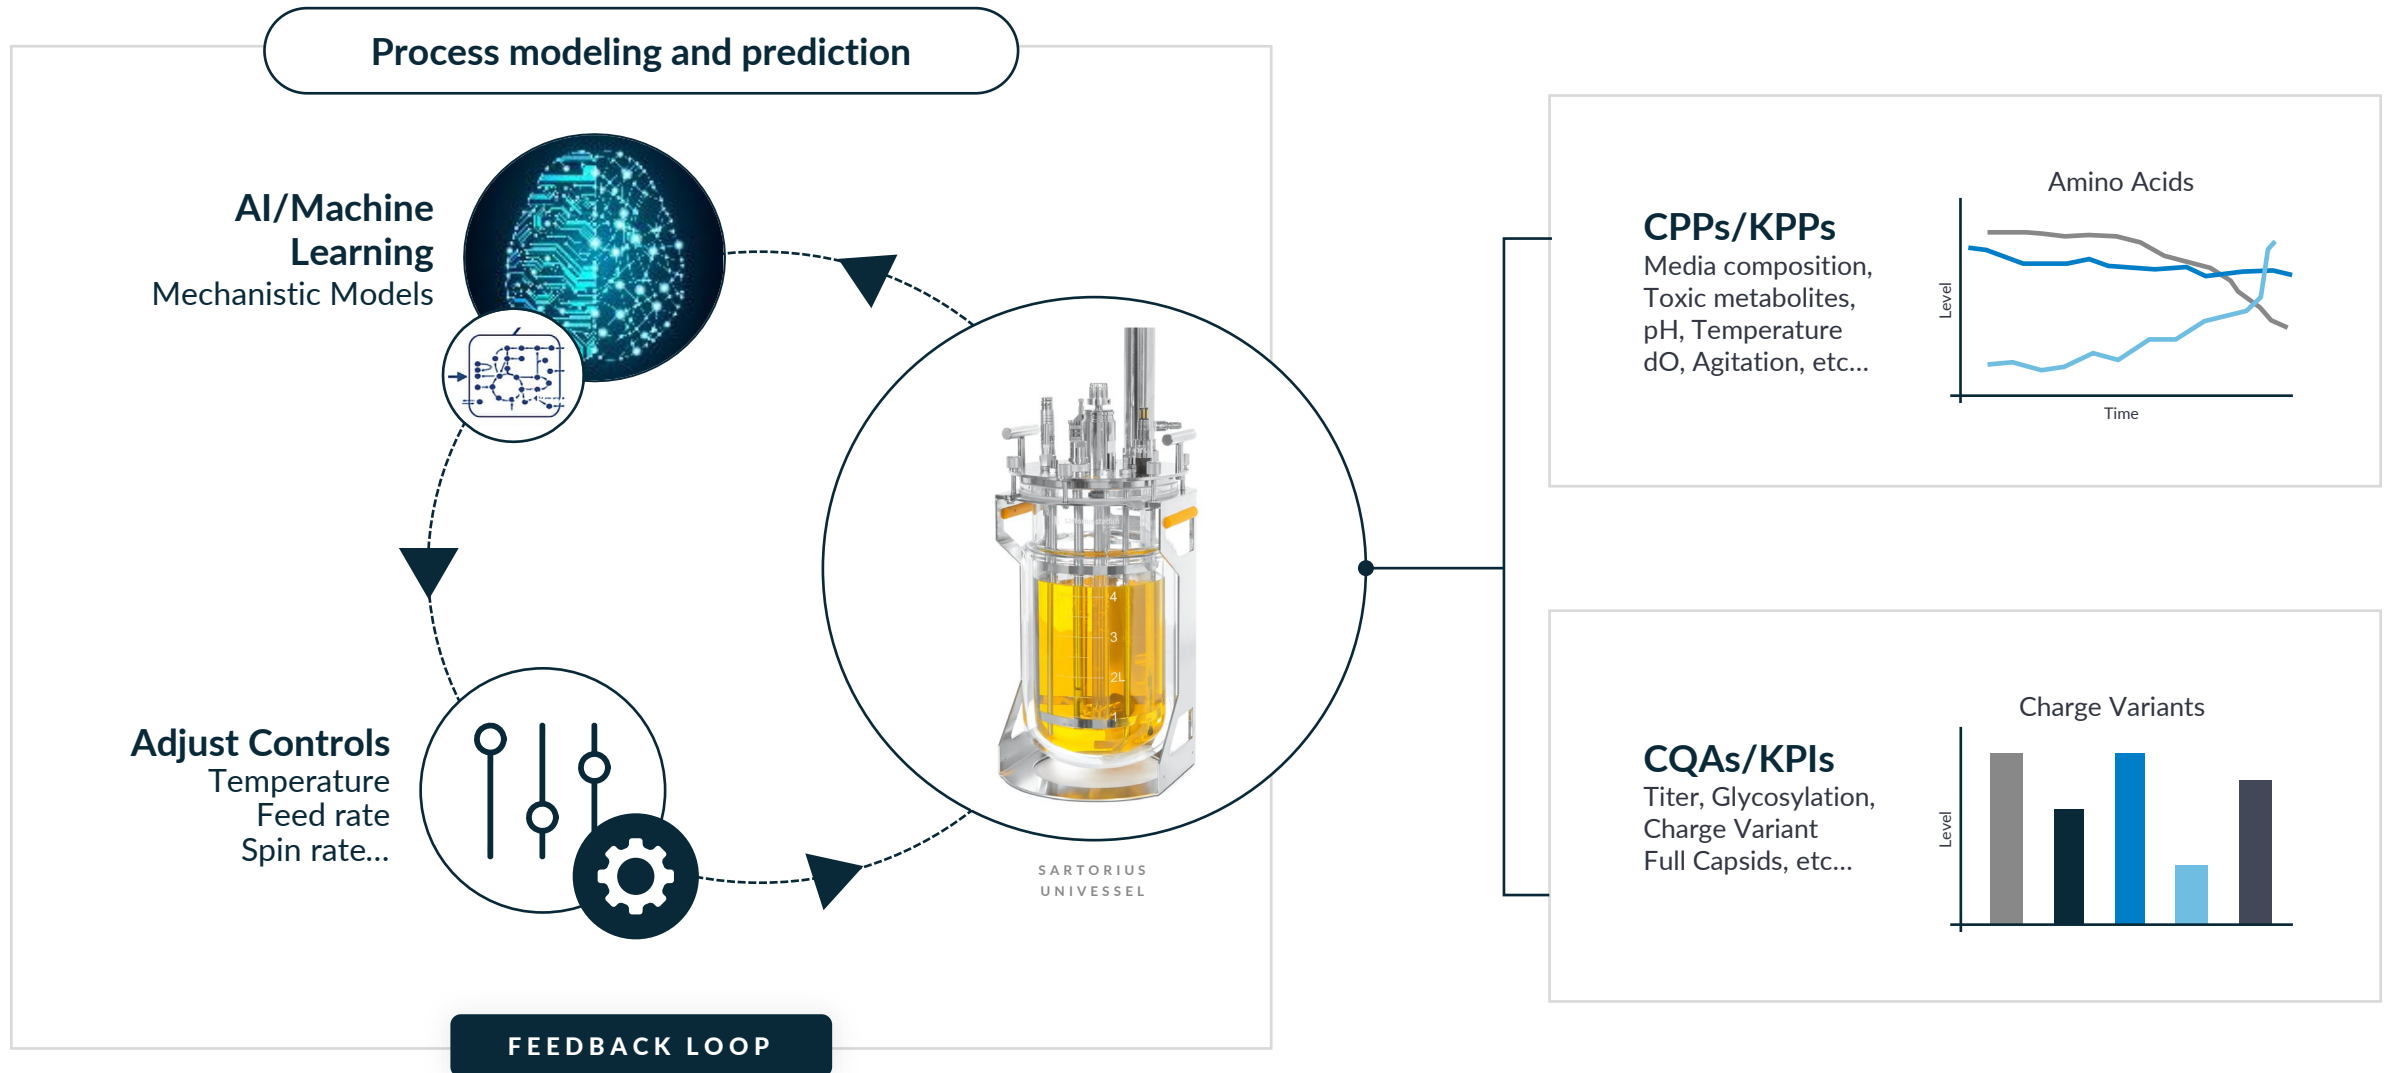 Process modeling and prediction
AI/Machine
Learning
Mechanistic Models
Adjust Controls
Temperature
Feed rate
Spin rate...
4
3
2L
1
SARTORIUS
UNIVESSEL
FEEDBACK LOOP
CPPs/KPPs
Media composition,
Toxic metabolites,
pH, Temperature
dO, Agitation, etc...
Amino Acids
Level
Time
CQAs/KPIs
Titer, Glycosylation,
Charge Variant
Full Capsids, etc...
Charge Variants
Level